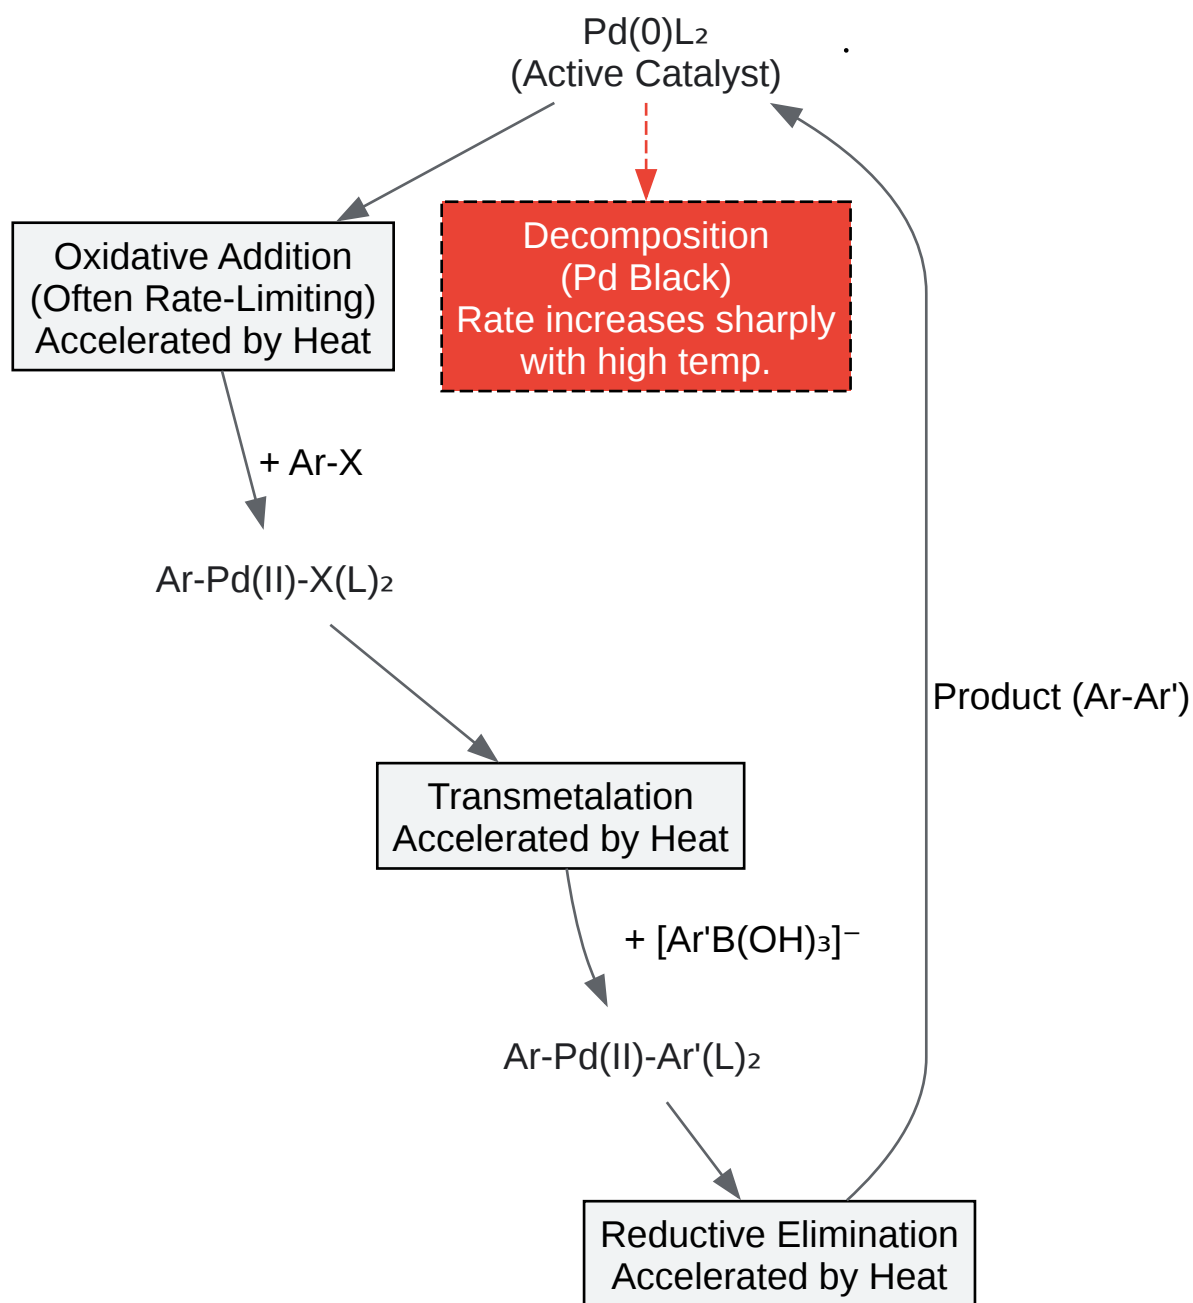 Pd(0)L₂
(Active Catalyst)
Oxidative Addition
(Often Rate-Limiting)
Accelerated by Heat
Decomposition
(Pd Black)
Rate increases sharply
with high temp.
+ Ar-X
Ar-Pd(II)-X(L)₂
Product (Ar-Ar')
Transmetalation
Accelerated by Heat
+ [Ar'B(OH)₃]⁻
Ar-Pd(II)-Ar'(L)₂
Reductive Elimination
Accelerated by Heat